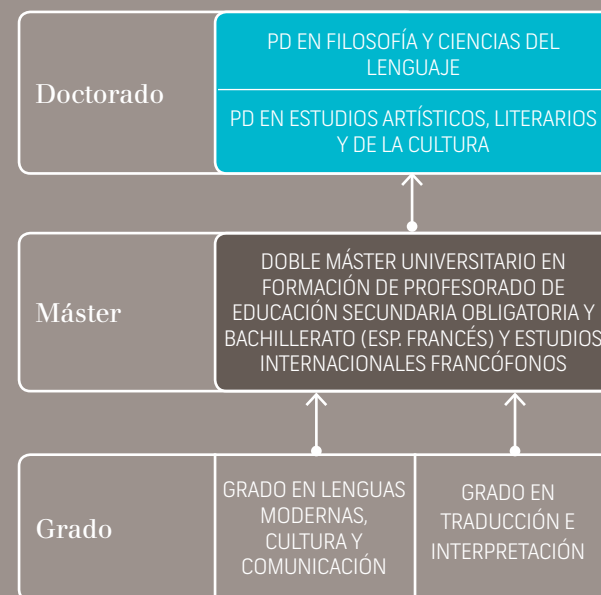 Doctorado
PD EN FILOSOFÍA Y CIENCIAS DEL
LENGUAJE
PD EN ESTUDIOS ARTÍSTICOS, LITERARIOS
Y DE LA CULTURA
Máster
DOBLE MÁSTER UNIVERSITARIO EN
FORMACIÓN DE PROFESORADO DE
EDUCACIÓN SECUNDARIA OBLIGATORIA Y
BACHILLERATO (ESP. FRANCÉS) Y ESTUDIOS
INTERNACIONALES FRANCÓFONOS
Grado
GRADO EN LENGUAS
MODERNAS,
CULTURA Y
COMUNICACIÓN
GRADO EN
TRADUCCIÓN E
INTERPRETACIÓN